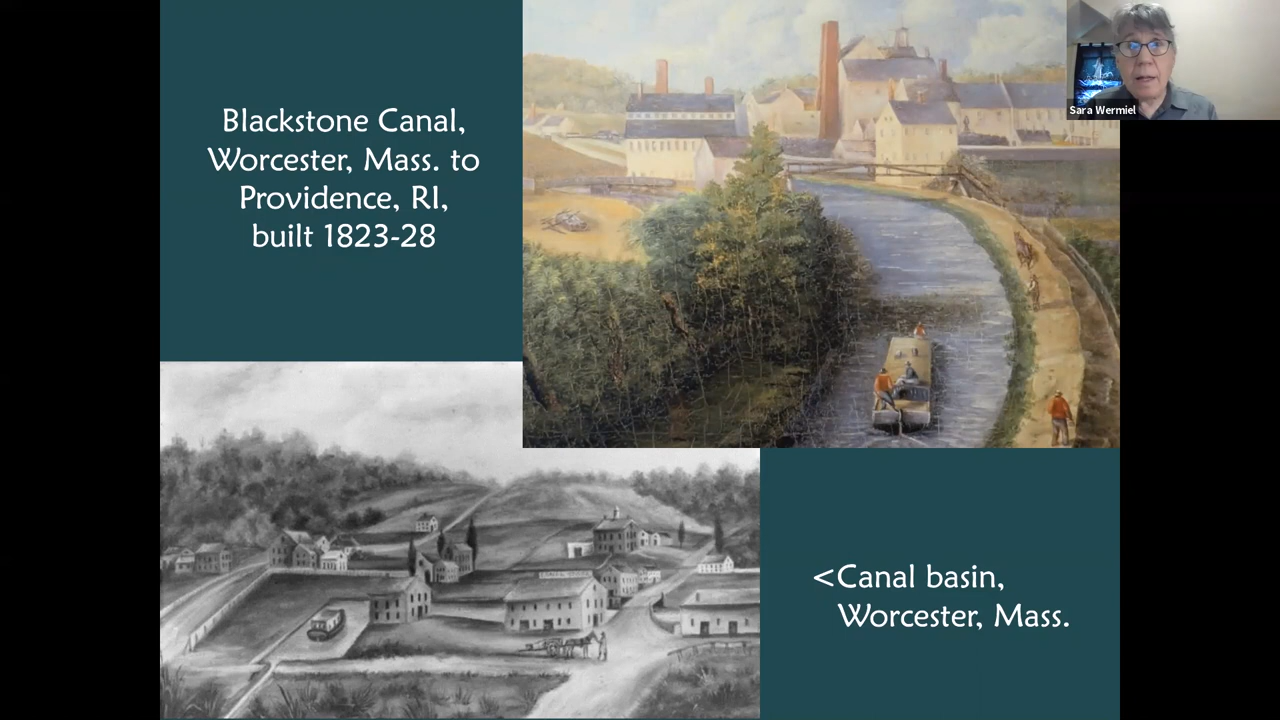 Blackstone Canal,
Worcester, Mass. to
Providence, RI,
built 1823-28
Sara Wermiel
<Canal basin,
Worcester, Mass.